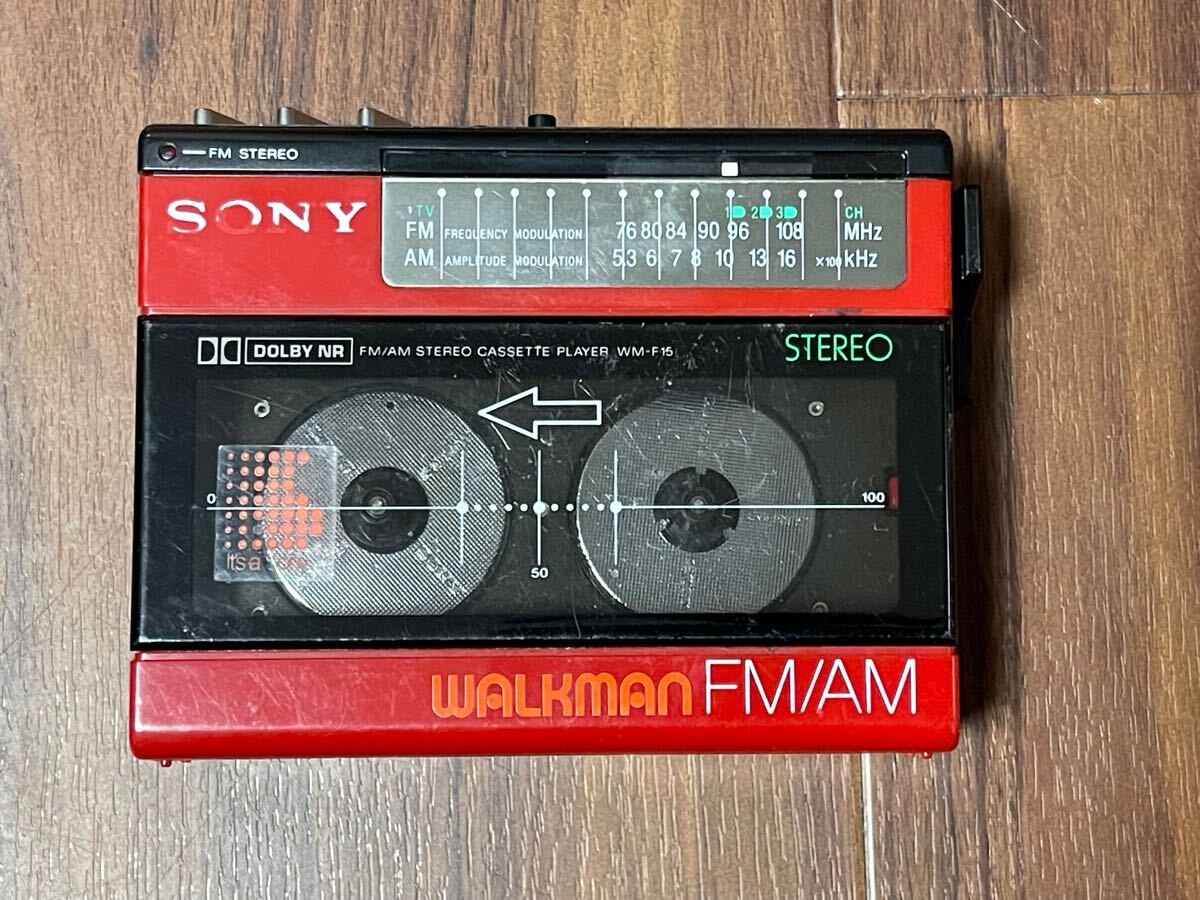 FM STEREO
SONY
TV 1 2 3 CH
FM FREQUENCY MODULATION 76 80 84 90 96 108 MHz
AM AMPLITUDE MODULATION 5.3 6 7 8 10 13 16 ×100 kHz
DOLBY NR FM/AM STEREO CASSETTE PLAYER WM-F15 STEREO
0 100
It's a Sony
50
WALKMAN FM/AM